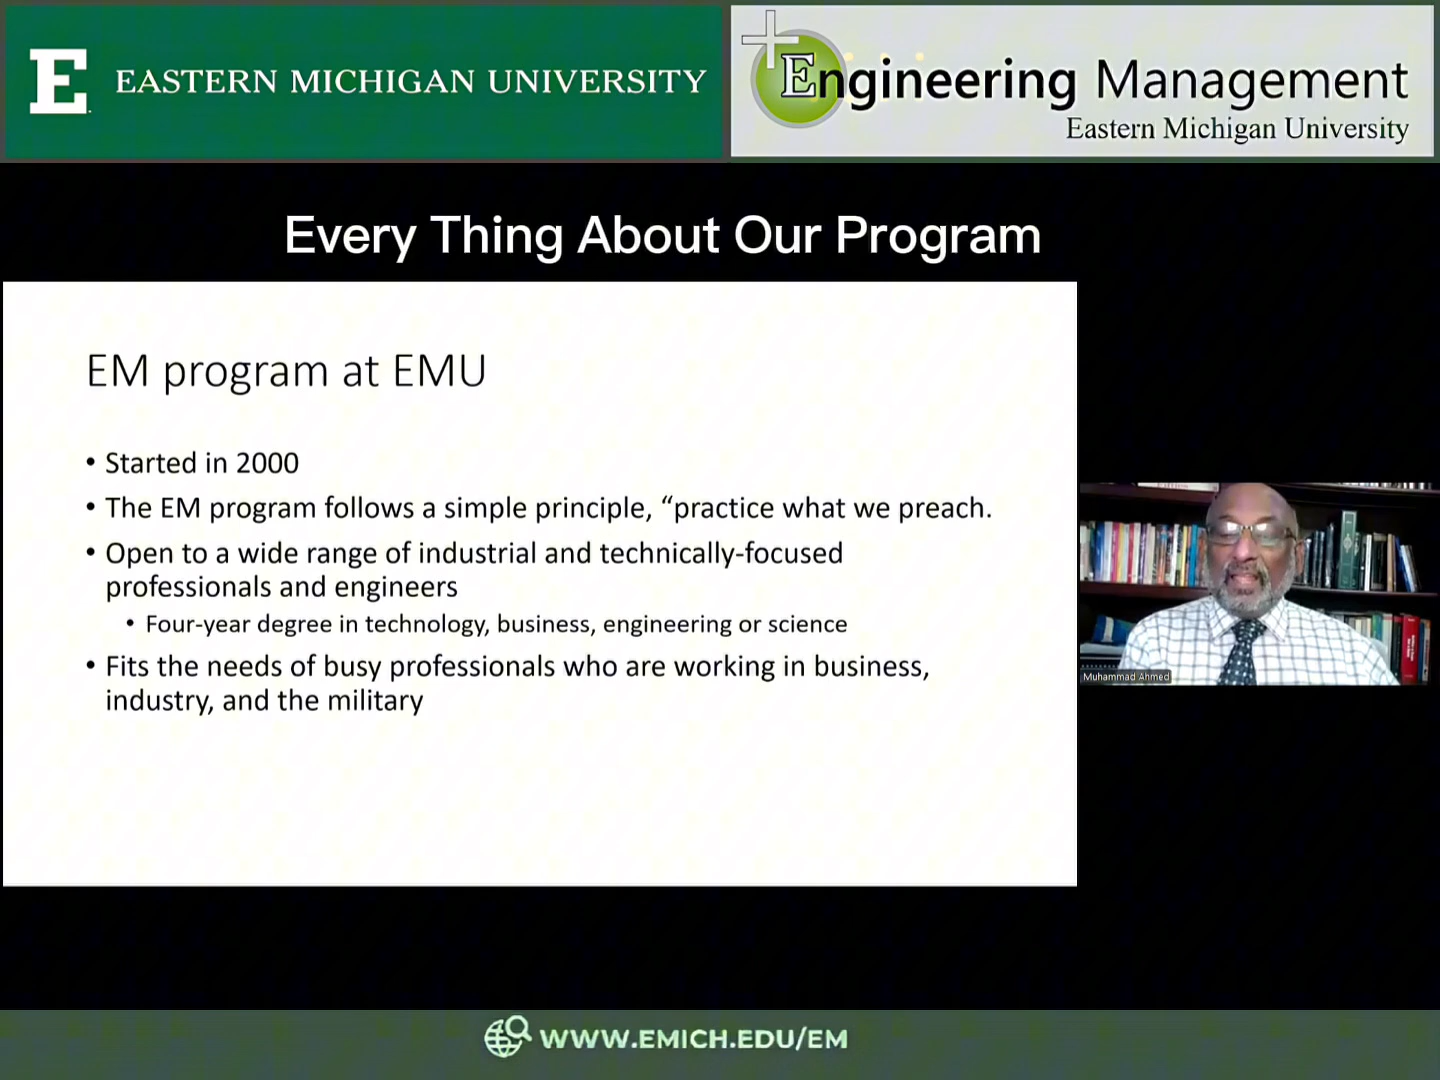 E EASTERN MICHIGAN UNIVERSITY
Engineering Management
Eastern Michigan University
Every Thing About Our Program
EM program at EMU
• Started in 2000
• The EM program follows a simple principle, “practice what we preach.
• Open to a wide range of industrial and technically-focused
professionals and engineers
• Four-year degree in technology, business, engineering or science
• Fits the needs of busy professionals who are working in business,
industry, and the military
Muhammad Ahmed
WWW.EMICH.EDU/EM